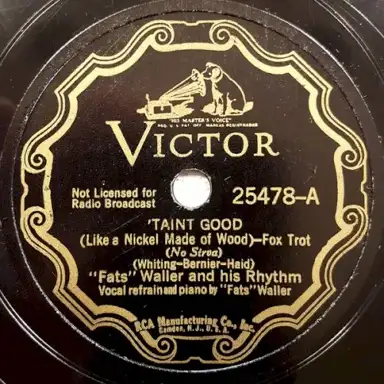 "HIS MASTER'S VOICE"
REG. U. S. PAT. OFF. MARCAS REGISTRADAS
VICTOR
Not Licensed for
Radio Broadcast
25478-A
'TAINT GOOD
(Like a Nickel Made of Wood)—Fox Trot
(No Sirva)
(Whiting-Bernier-Haid)
"Fats" Waller and his Rhythm
Vocal refrain and piano by "Fats" Waller
RCA Manufacturing Co., Inc.
Camden, N. J., U. S. A.